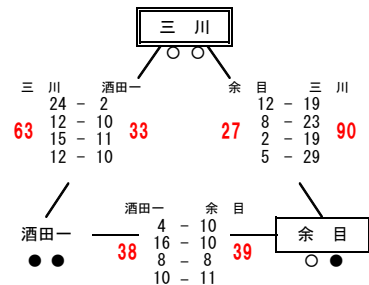 三 川
○ ○
三 川 酒田一
24 - 2
12 - 10
15 - 11
12 - 10
63 33
余 目 三 川
12 - 19
8 - 23
2 - 19
5 - 29
27 90
酒田一
● ●
酒田一 余 目
4 - 10
16 - 10
8 - 8
10 - 11
38 39
余 目
○ ●